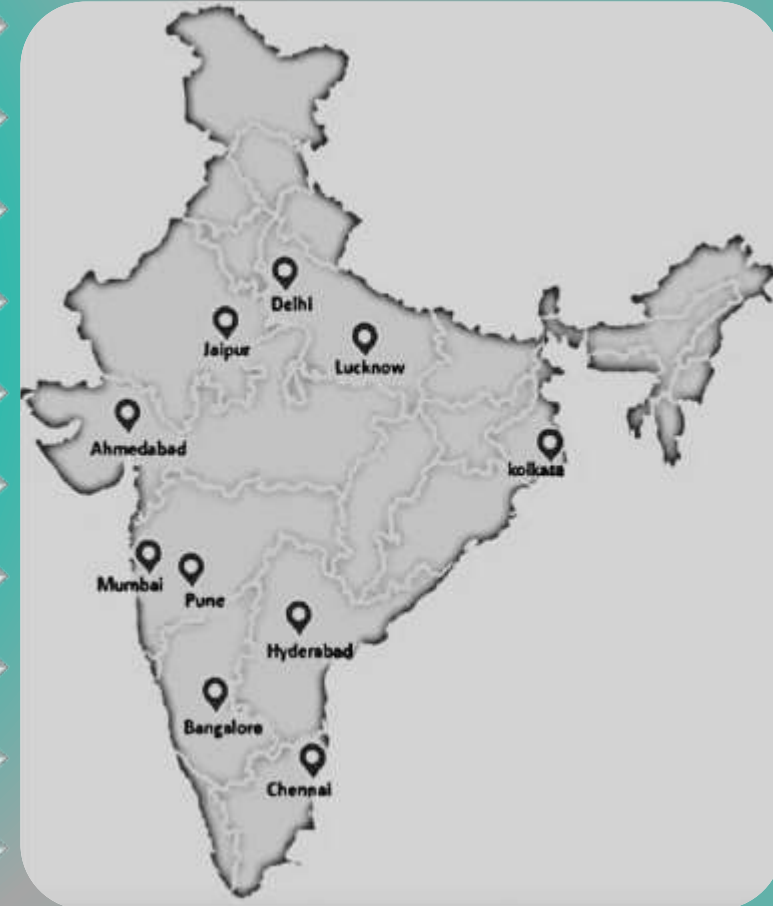 Delhi
Jaipur
Lucknow
Ahmedabad
kolkata
Mumbai
Pune
Hyderabad
Bangalore
Chennai